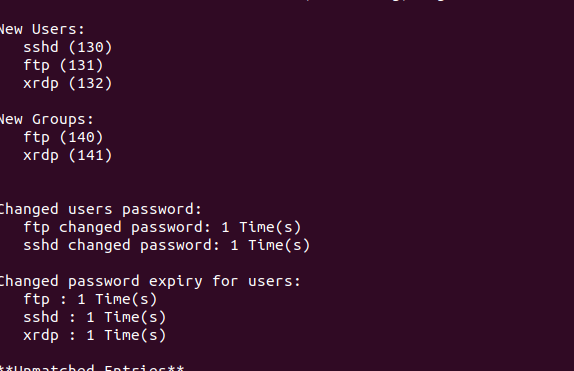 New Users:
sshd (130)
ftp (131)
xrdp (132)
New Groups:
ftp (140)
xrdp (141)
Changed users password:
ftp changed password: 1 Time(s)
sshd changed password: 1 Time(s)
Changed password expiry for users:
ftp : 1 Time(s)
sshd : 1 Time(s)
xrdp : 1 Time(s)
**Unmatched Entries**